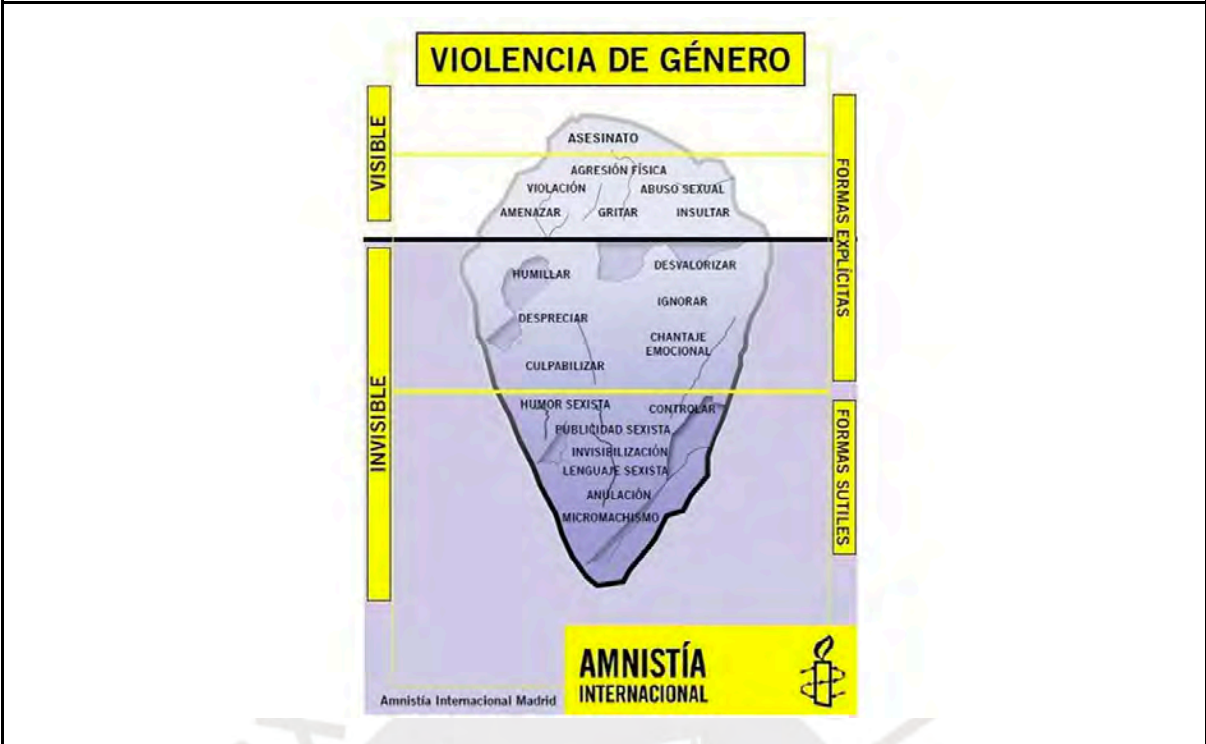 VIOLENCIA DE GÉNERO
VISIBLE
FORMAS EXPLÍCITAS
ASESINATO
AGRESIÓN FÍSICA
VIOLACIÓN ABUSO SEXUAL
AMENAZAR GRITAR INSULTAR
INVISIBLE
HUMILLAR DESVALORIZAR
IGNORAR
DESPRECIAR
CHANTAJE
EMOCIONAL
CULPABILIZAR
FORMAS SUTILES
HUMOR SEXISTA CONTROLAR
PUBLICIDAD SEXISTA
INVISIBILIZACIÓN
LENGUAJE SEXISTA
ANULACIÓN
MICROMACHISMO
AMNISTÍA
INTERNACIONAL
Amnistía Internacional Madrid